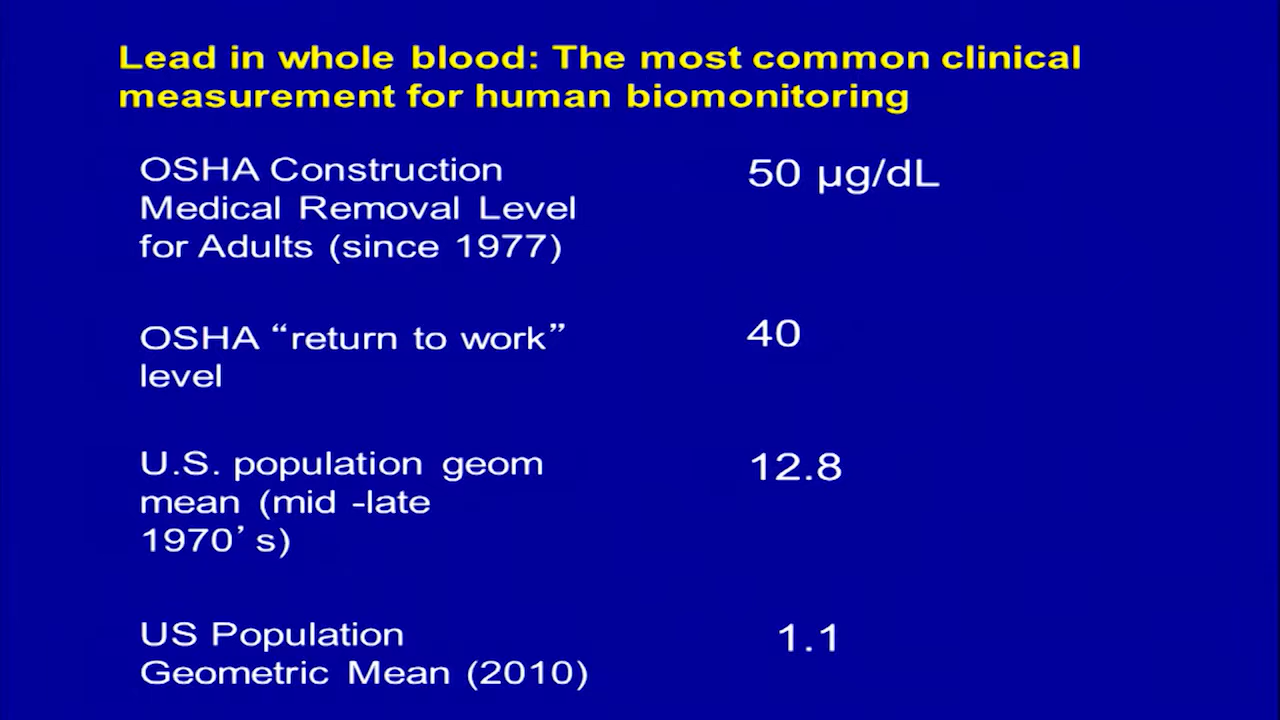 Lead in whole blood: The most common clinical
measurement for human biomonitoring
OSHA Construction
Medical Removal Level
for Adults (since 1977)
50 µg/dL
OSHA “return to work”
level
40
U.S. population geom
mean (mid -late
1970’ s)
12.8
US Population
Geometric Mean (2010)
1.1